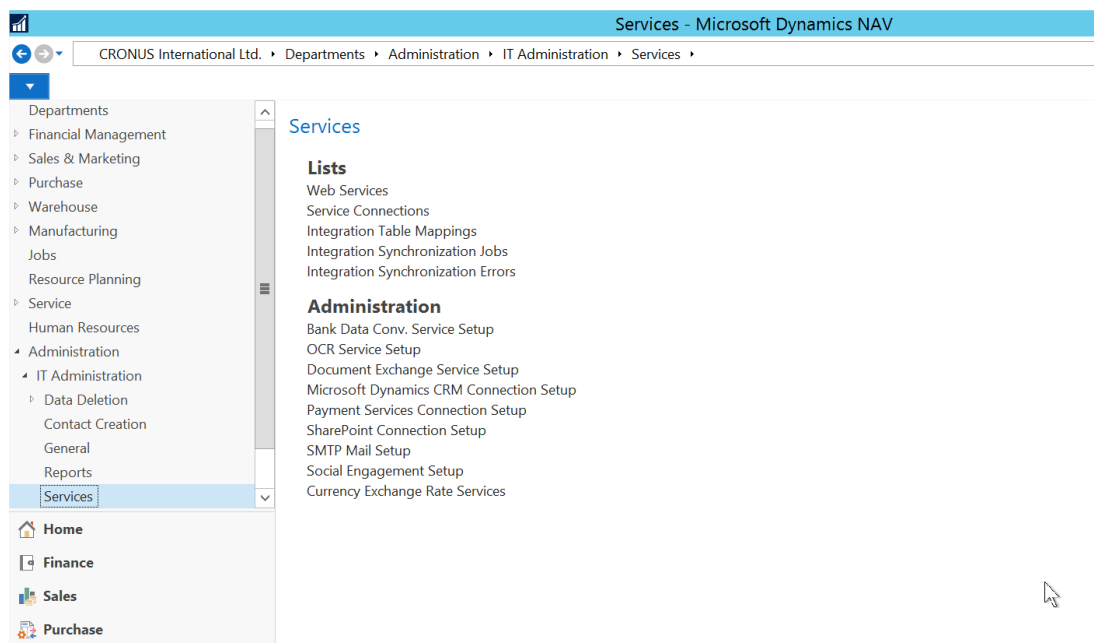 Services - Microsoft Dynamics NAV
CRONUS International Ltd. Departments Administration IT Administration Services
Departments
Financial Management
Sales & Marketing
Purchase
Warehouse
Manufacturing
Jobs
Resource Planning
Service
Human Resources
Administration
IT Administration
Data Deletion
Contact Creation
General
Reports
Services
Home
Finance
Sales
Purchase
Services
Lists
Web Services
Service Connections
Integration Table Mappings
Integration Synchronization Jobs
Integration Synchronization Errors
Administration
Bank Data Conv. Service Setup
OCR Service Setup
Document Exchange Service Setup
Microsoft Dynamics CRM Connection Setup
Payment Services Connection Setup
SharePoint Connection Setup
SMTP Mail Setup
Social Engagement Setup
Currency Exchange Rate Services